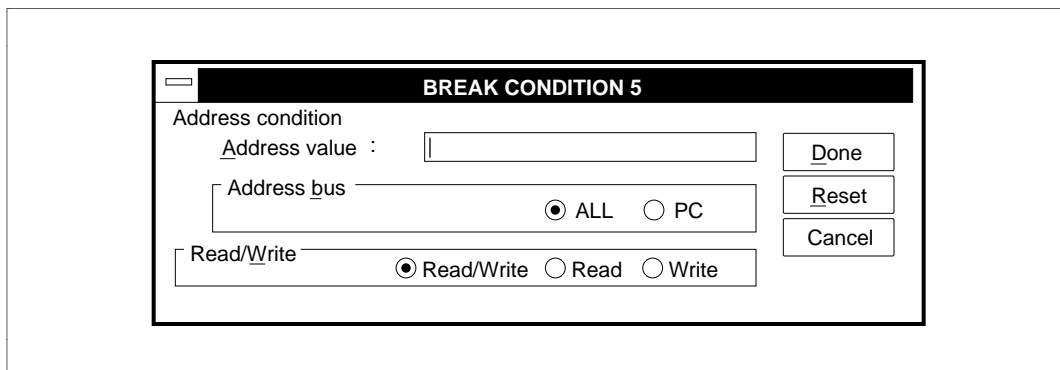 BREAK CONDITION 5
Address condition
Address value :
Done
Address bus
ALL PC
Reset
Cancel
Read/Write
Read/Write Read Write